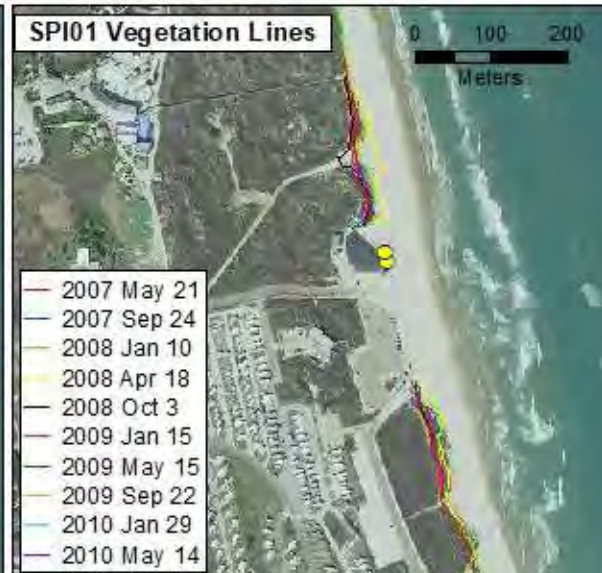 SPI01 Vegetation Lines
0 100 200
Meters
2007 May 21
2007 Sep 24
2008 Jan 10
2008 Apr 18
2008 Oct 3
2009 Jan 15
2009 May 15
2009 Sep 22
2010 Jan 29
2010 May 14